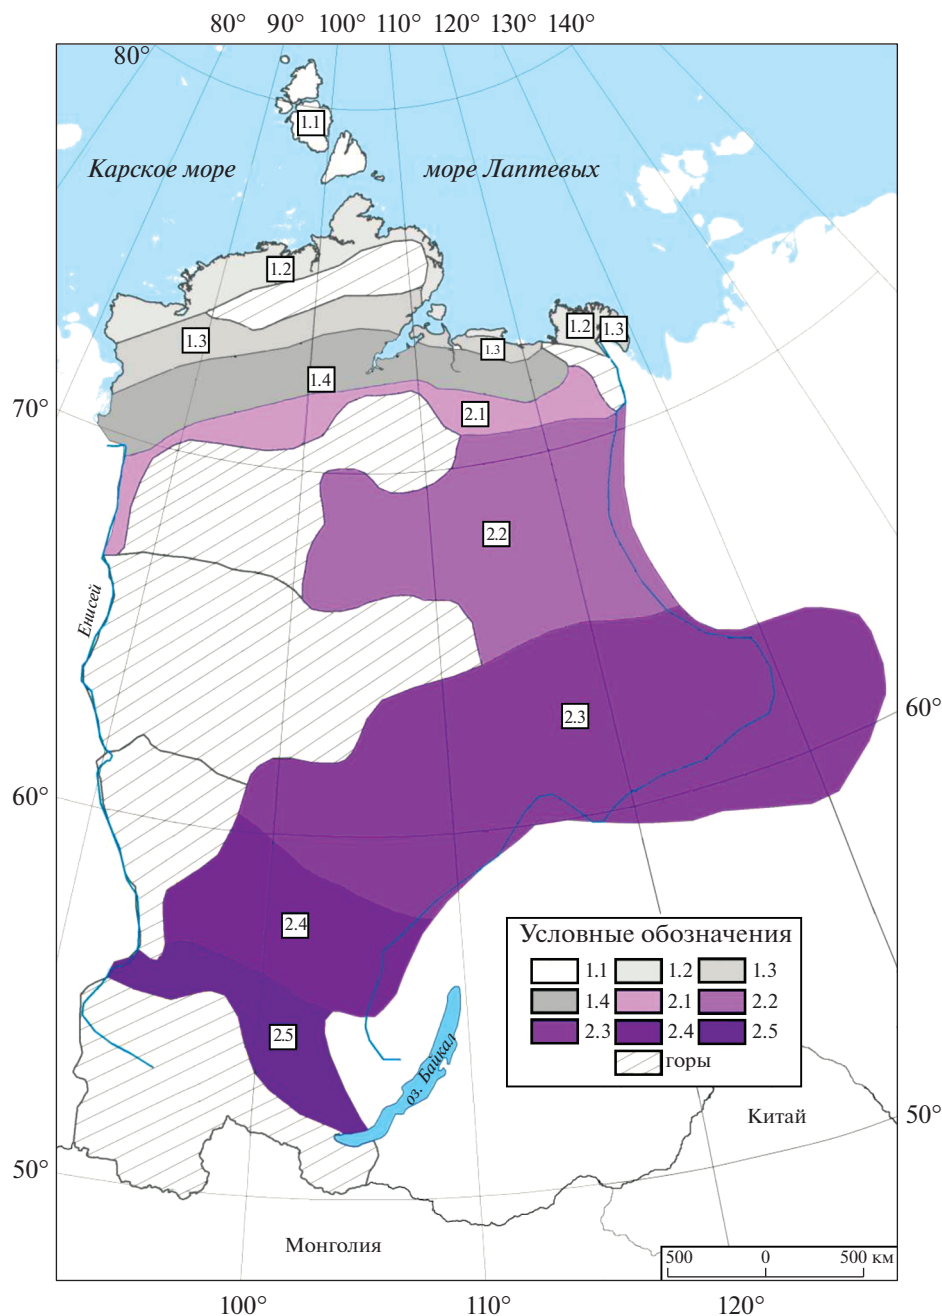 80° 90° 100° 110° 120° 130° 140°
80°
1.1
Карское море
море Лаптевых
1.2
1.2
1.3
1.3
1.3
1.4
70°
2.1
2.2
Енисей
2.3
60°
60°
2.4
Условные обозначения
1.1 1.2 1.3
1.4 2.1 2.2
2.3 2.4 2.5
горы
2.5
оз. Байкал
Китай
50°
50°
Монголия
500 0 500 км
100° 110° 120°